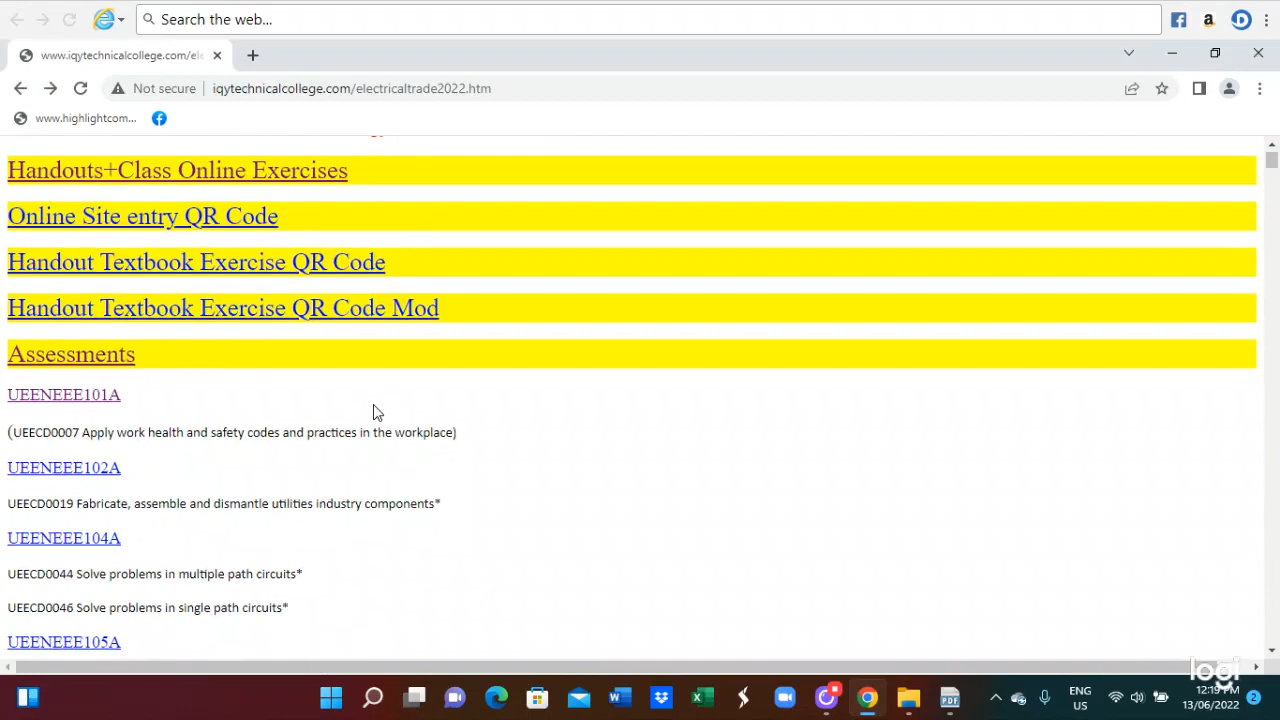 Search the web...
www.iqytechnicalcollege.com/ele
Not secure
iqytechnicalcollege.com/electricaltrade2022.htm
www.highlightcom...
Handouts+Class Online Exercises
Online Site entry QR Code
Handout Textbook Exercise QR Code
Handout Textbook Exercise QR Code Mod
Assessments
UEENEEE101A
(UEECD0007 Apply work health and safety codes and practices in the workplace)
UEENEEE102A
UEECD0019 Fabricate, assemble and dismantle utilities industry components*
UEENEEE104A
UEECD0044 Solve problems in multiple path circuits*
UEECD0046 Solve problems in single path circuits*
UEENEEE105A
logi
ENG
US
12:19 PM
13/06/2022
2
PDF